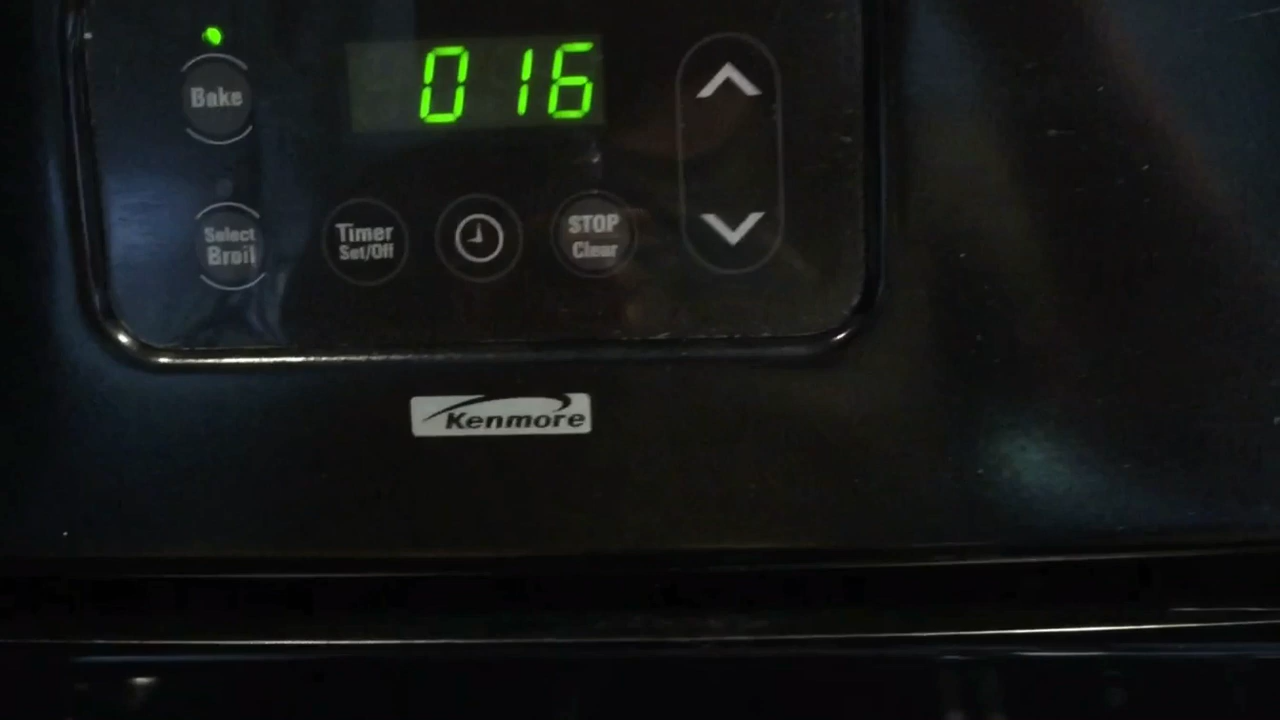 016
Bake
Select
Broil
Timer
Set/Off
STOP
Clear
Kenmore